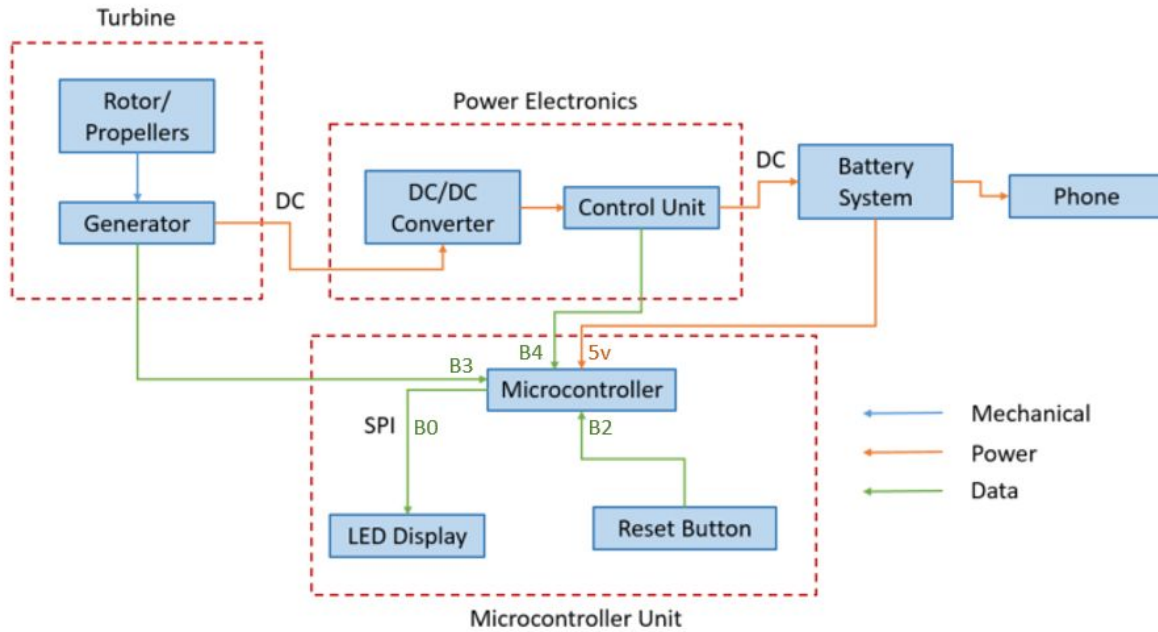 Turbine
Rotor/
Propellers
Generator
DC
Power Electronics
DC/DC
Converter
Control Unit
DC
Battery
System
Phone
B3
B4
5v
Microcontroller
SPI
B0
B2
LED Display
Reset Button
Microcontroller Unit
Mechanical
Power
Data